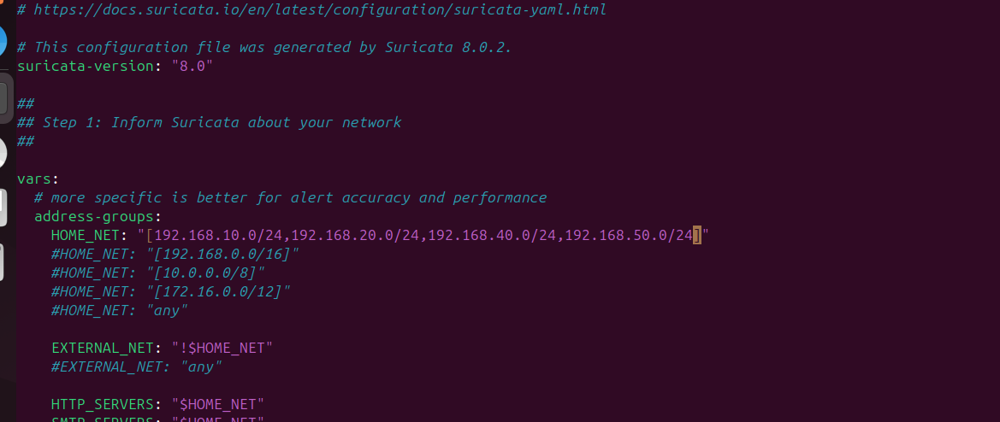 # https://docs.suricata.io/en/latest/configuration/suricata-yaml.html
# This configuration file was generated by Suricata 8.0.2.
suricata-version: "8.0"
##
## Step 1: Inform Suricata about your network
##
vars:
# more specific is better for alert accuracy and performance
address-groups:
HOME_NET: "[192.168.10.0/24,192.168.20.0/24,192.168.40.0/24,192.168.50.0/24]"
#HOME_NET: "[192.168.0.0/16]"
#HOME_NET: "[10.0.0.0/8]"
#HOME_NET: "[172.16.0.0/12]"
#HOME_NET: "any"
EXTERNAL_NET: "!$HOME_NET"
#EXTERNAL_NET: "any"
HTTP_SERVERS: "$HOME_NET"
SMTP_SERVERS: "$HOME_NET"